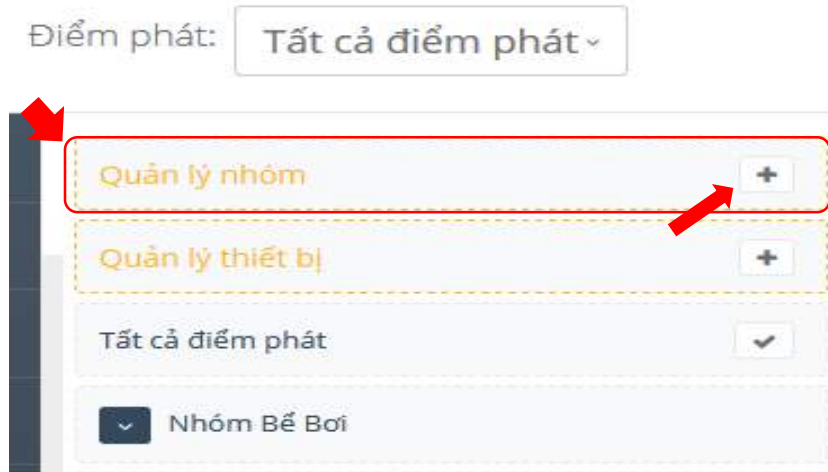 Điểm phát: Tất cả điểm phát
Quản lý nhóm
Quản lý thiết bị
Tất cả điểm phát
Nhóm Bể Bơi